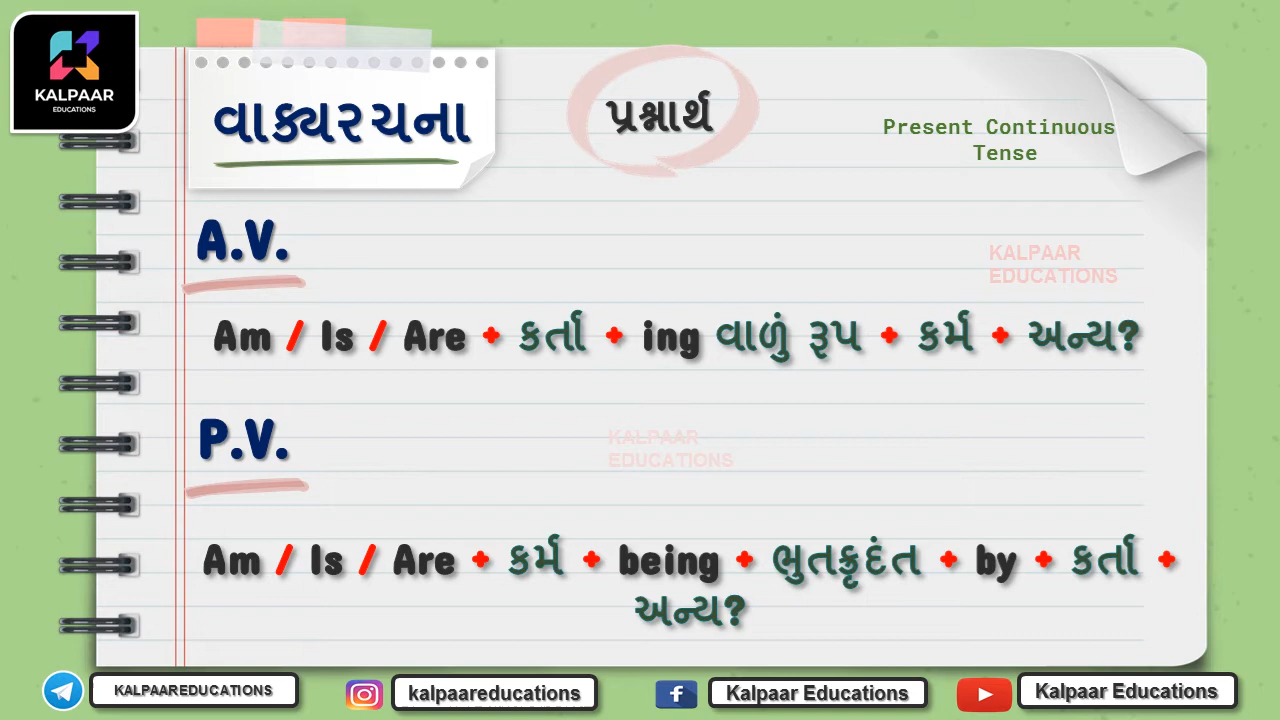 KALPAAR
EDUCATIONS
વાક્યરચના
પ્રશ્નાર્થ
Present Continuous
Tense
A.V.
KALPAAR
EDUCATIONS
Am / Is / Are + કર્તા + ing વાળું રૂપ + કર્મ + અન્ય?
P.V.
KALPAAR
EDUCATIONS
Am / Is / Are + કર્મ + being + ભુતકૃદંત + by + કર્તા +
અન્ય?
KALPAAREDUCATIONS
kalpaareducations
Kalpaar Educations
Kalpaar Educations